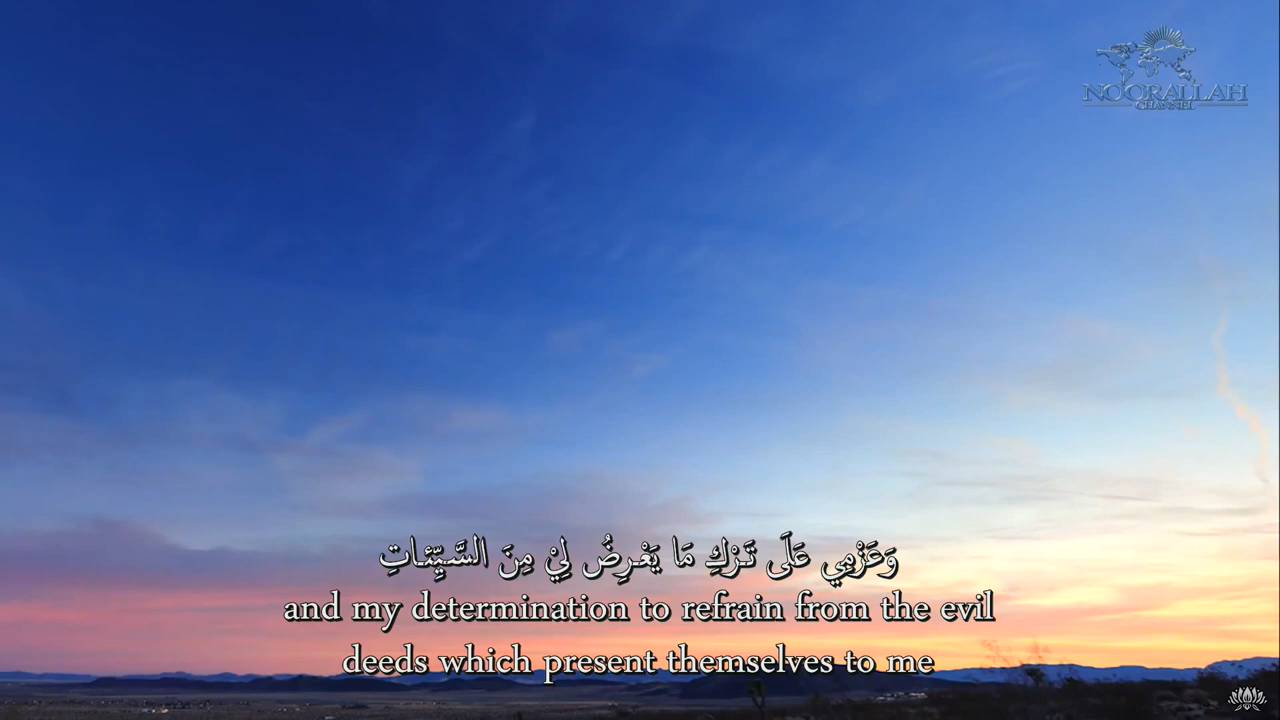 NOORALLAH
CHANNEL
وَعَزْمِي عَلَى تَرْكِ مَا يَعْرِضُ لِيْ مِنَ السَّيِّئَاتِ
and my determination to refrain from the evil
deeds which present themselves to me